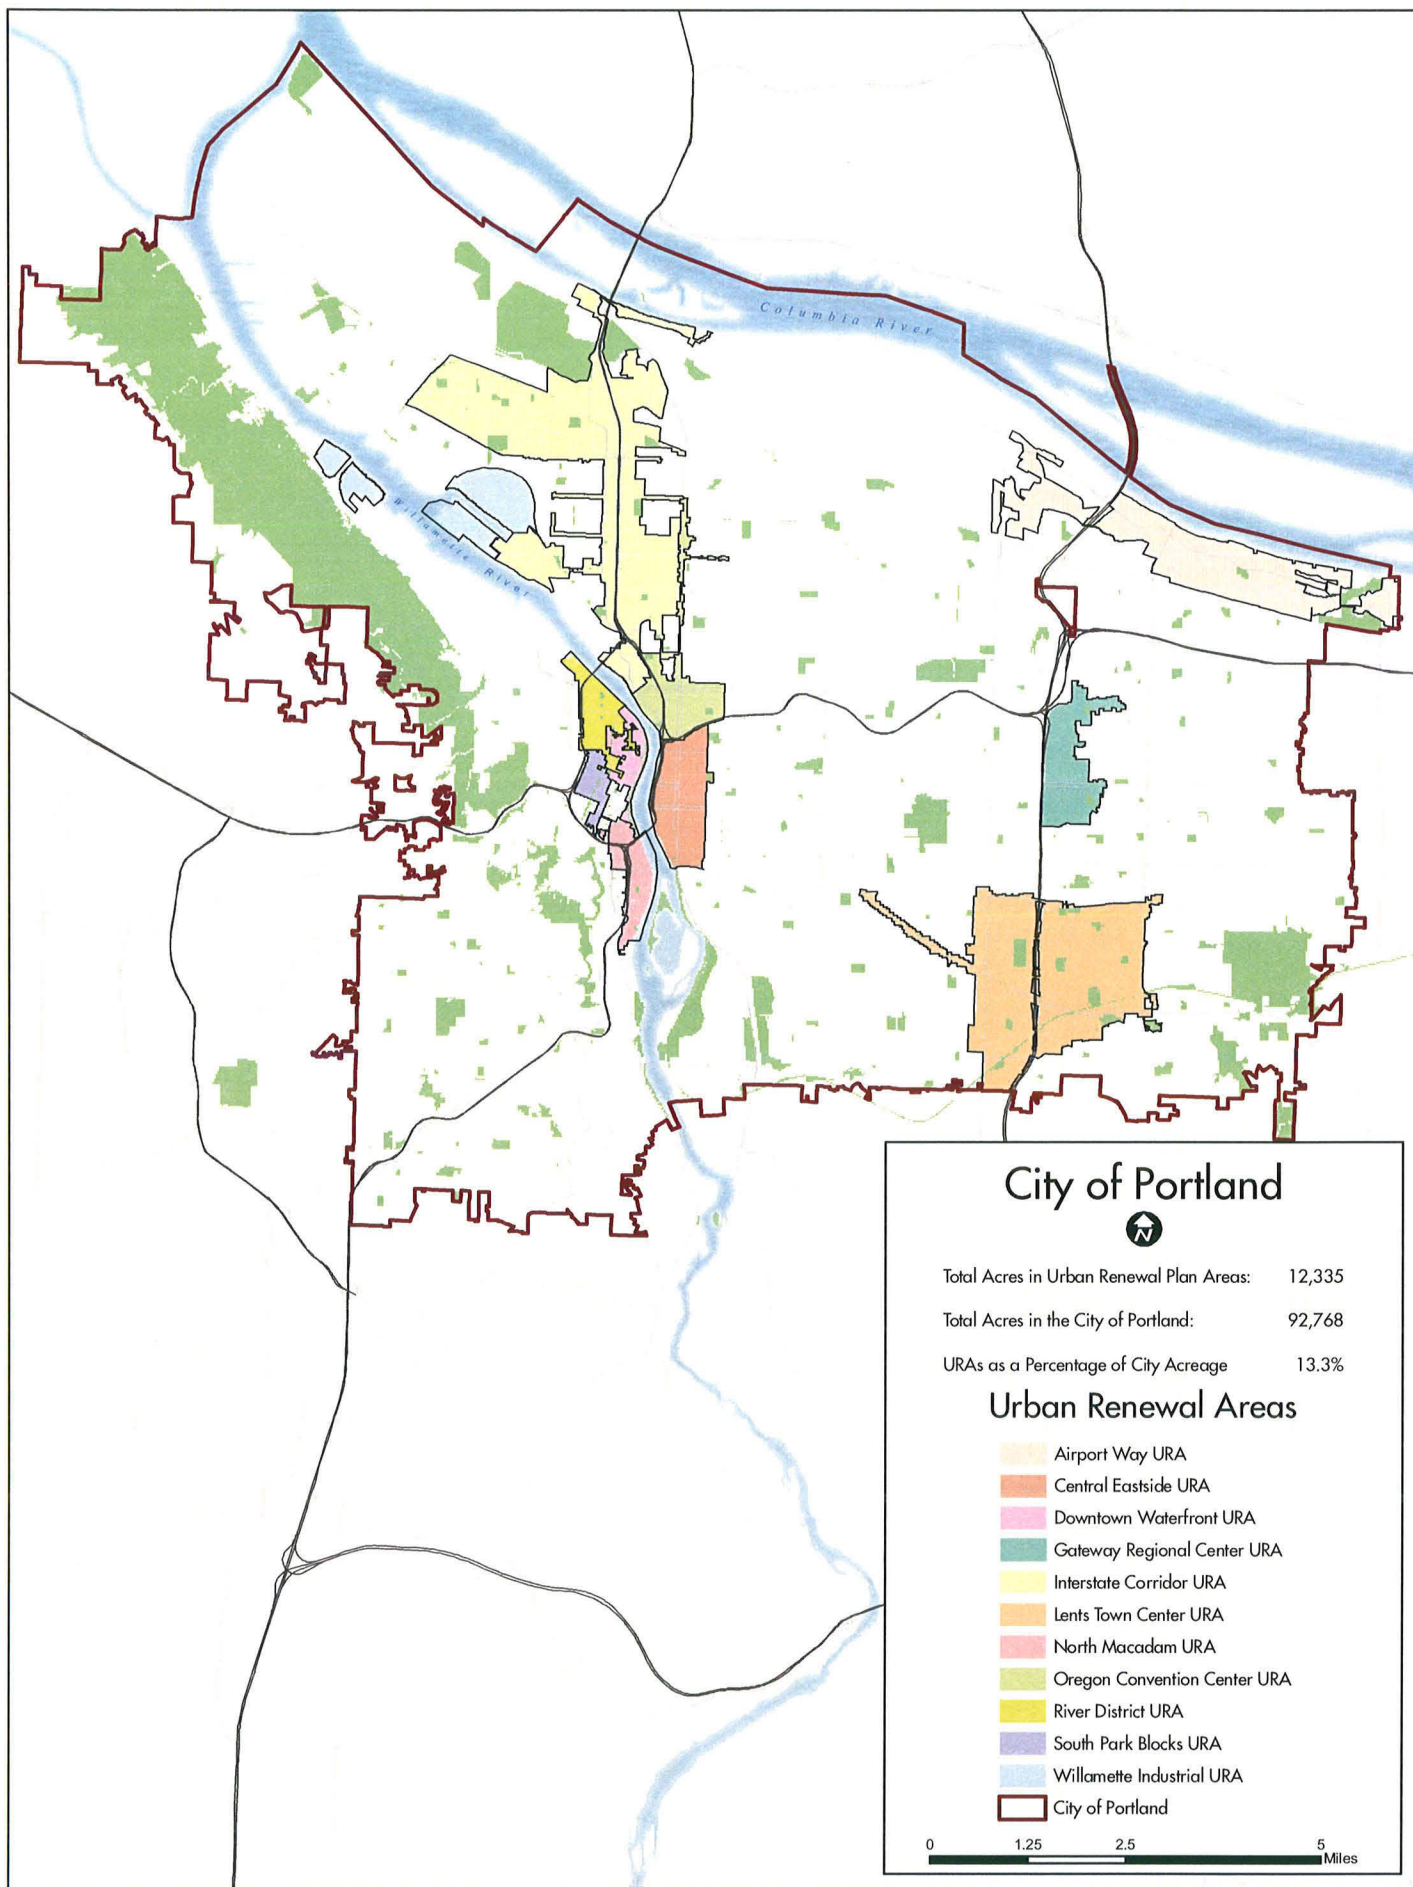 Columbia River
Willamette River
City of Portland
N
Total Acres in Urban Renewal Plan Areas: 12,335
Total Acres in the City of Portland: 92,768
URAs as a Percentage of City Acreage 13.3%
Urban Renewal Areas
Airport Way URA
Central Eastside URA
Downtown Waterfront URA
Gateway Regional Center URA
Interstate Corridor URA
Lents Town Center URA
North Macadam URA
Oregon Convention Center URA
River District URA
South Park Blocks URA
Willamette Industrial URA
City of Portland
0 1.25 2.5 5
Miles